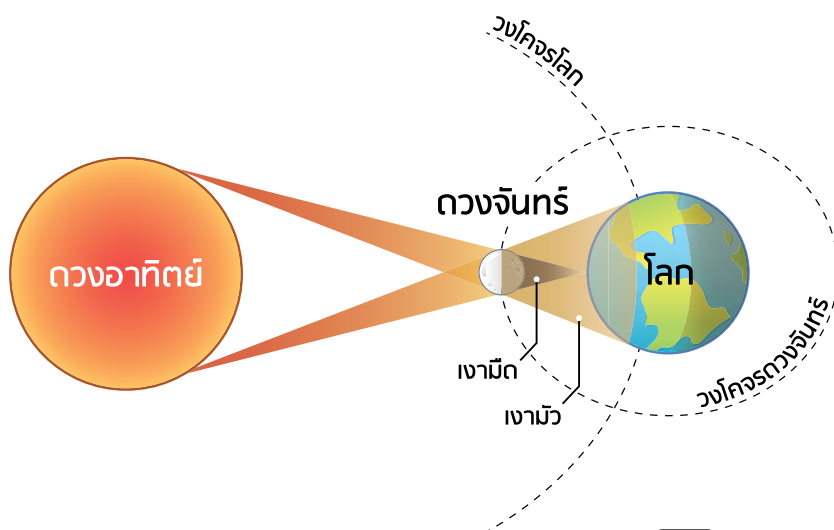 วงโคจรโลก
ดวงจันทร์
ดวงอาทิตย์
โลก
เงามืด
เงามัว
วงโคจรดวงจันทร์